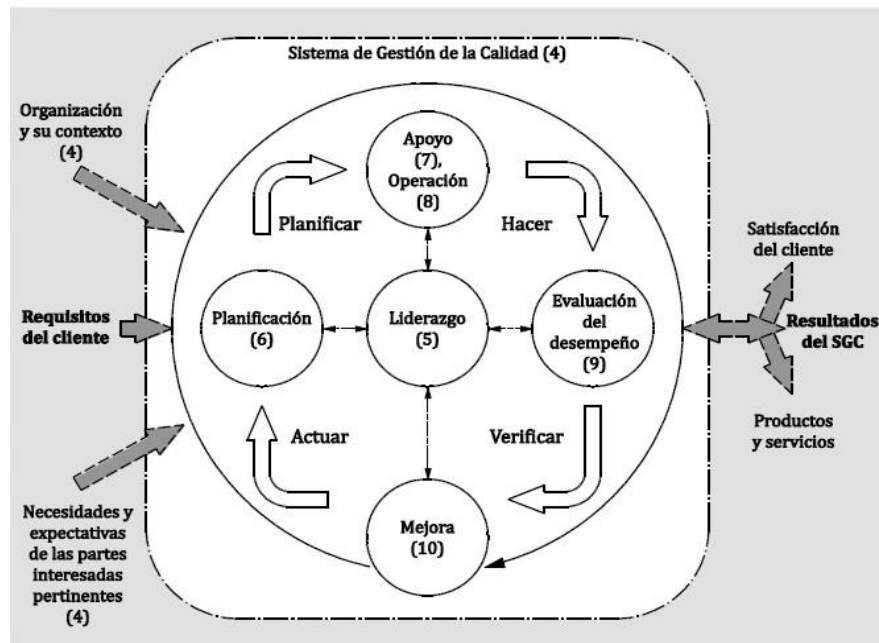 Sistema de Gestión de la Calidad (4)
Organización
y su contexto
(4)
Apoyo
(7),
Operación
(8)
Planificar
Hacer
Satisfacción
del cliente
Requisitos
del cliente
Planificación
(6)
Liderazgo
(5)
Evaluación
del
desempeño
(9)
Resultados
del SGC
Actuar
Verificar
Productos
y servicios
Necesidades y
expectativas
de las partes
interesadas
pertinentes
(4)
Mejora
(10)